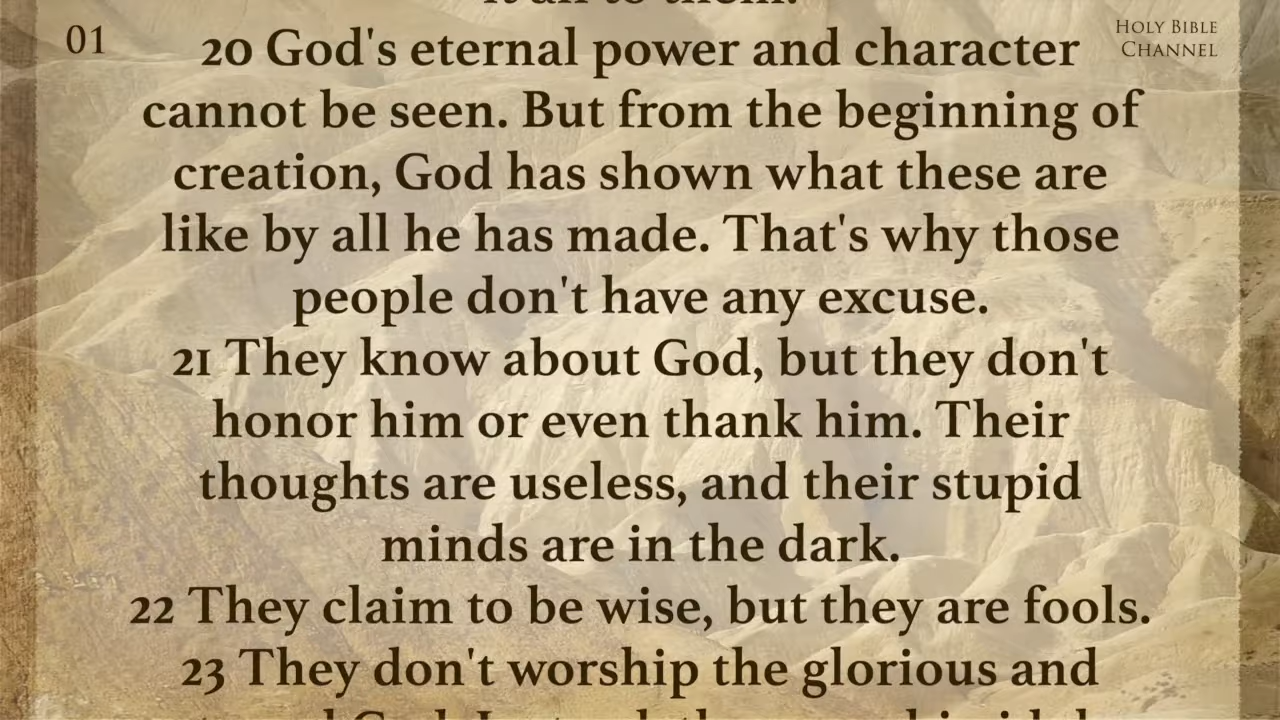 it all to them.
01
HOLY BIBLE
CHANNEL
20 God's eternal power and character
cannot be seen. But from the beginning of
creation, God has shown what these are
like by all he has made. That's why those
people don't have any excuse.
21 They know about God, but they don't
honor him or even thank him. Their
thoughts are useless, and their stupid
minds are in the dark.
22 They claim to be wise, but they are fools.
23 They don't worship the glorious and